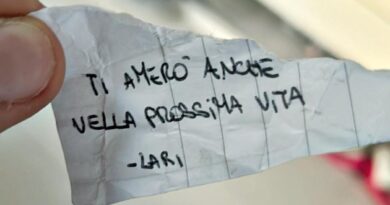 TI AMERÒ ANCHE
NELLA PROSSIMA VITA
-LARI